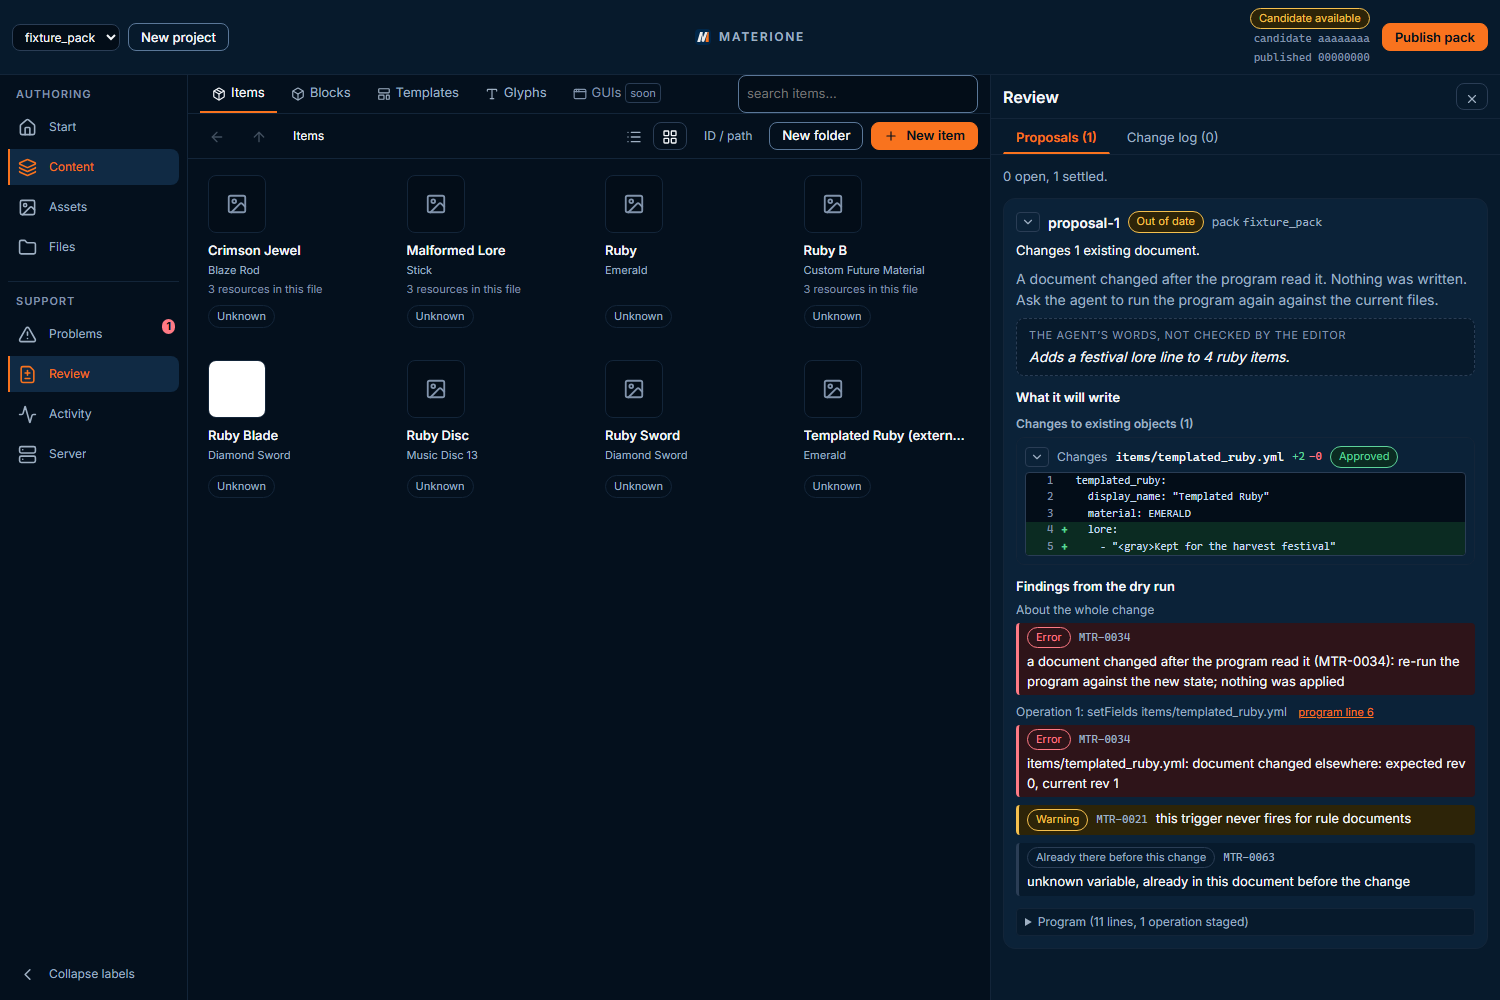 fixture_pack
New project
MATERIONE
Candidate available
candidate aaaaaaaa
published 00000000
Publish pack
AUTHORING
Start
Content
Assets
Files
SUPPORT
Problems
1
Review
Activity
Server
Collapse labels
Items
Blocks
Templates
Glyphs
GUIs soon
search items...
Items
ID / path
New folder
+ New item
Crimson Jewel
Blaze Rod
3 resources in this file
Unknown
Malformed Lore
Stick
3 resources in this file
Unknown
Ruby
Emerald
Unknown
Ruby B
Custom Future Material
3 resources in this file
Unknown
Ruby Blade
Diamond Sword
Unknown
Ruby Disc
Music Disc 13
Unknown
Ruby Sword
Diamond Sword
Unknown
Templated Ruby (extern...
Emerald
Unknown
Review
Proposals (1)
Change log (0)
0 open, 1 settled.
proposal-1 Out of date pack fixture_pack
Changes 1 existing document.
A document changed after the program read it. Nothing was written.
Ask the agent to run the program again against the current files.
THE AGENT'S WORDS, NOT CHECKED BY THE EDITOR
Adds a festival lore line to 4 ruby items.
What it will write
Changes to existing objects (1)
Changes items/templated_ruby.yml +2 −0 Approved
1 templated_ruby:
2 display_name: "Templated Ruby"
3 material: EMERALD
4 + lore:
5 + - "<gray>Kept for the harvest festival"
Findings from the dry run
About the whole change
Error MTR-0034
a document changed after the program read it (MTR-0034): re-run the
program against the new state; nothing was applied
Operation 1: setFields items/templated_ruby.yml program line 6
Error MTR-0034
items/templated_ruby.yml: document changed elsewhere: expected rev
0, current rev 1
Warning MTR-0021 this trigger never fires for rule documents
Already there before this change MTR-0063
unknown variable, already in this document before the change
Program (11 lines, 1 operation staged)